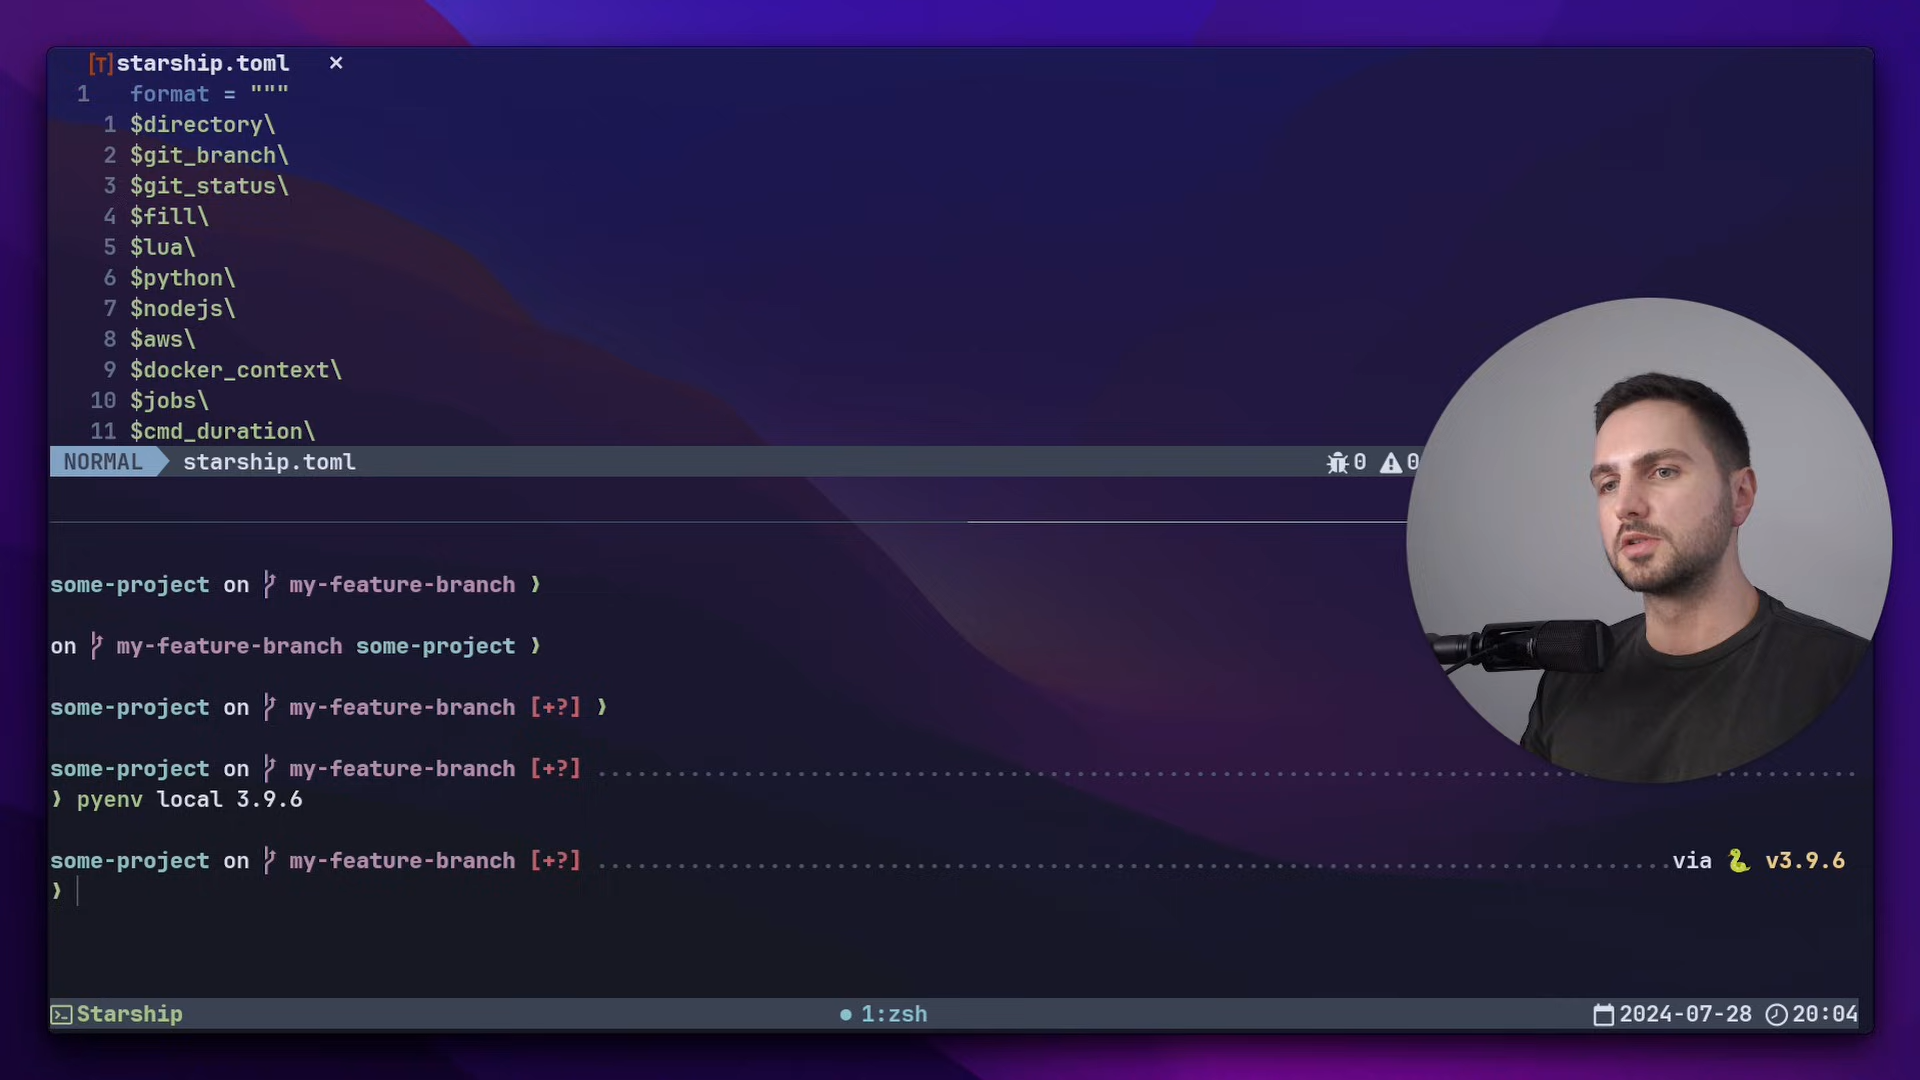 [T]starship.toml ×
1 format = """
1 $directory\
2 $git_branch\
3 $git_status\
4 $fill\
5 $lua\
6 $python\
7 $nodejs\
8 $aws\
9 $docker_context\
10 $jobs\
11 $cmd_duration\
NORMAL starship.toml 0 0
some-project on my-feature-branch ❯
on my-feature-branch some-project ❯
some-project on my-feature-branch [+?] ❯
some-project on my-feature-branch [+?] ................................................................................
❯ pyenv local 3.9.6
some-project on my-feature-branch [+?] ................................................................................via 🐍 v3.9.6
❯
Starship ● 1:zsh 2024-07-28 20:04